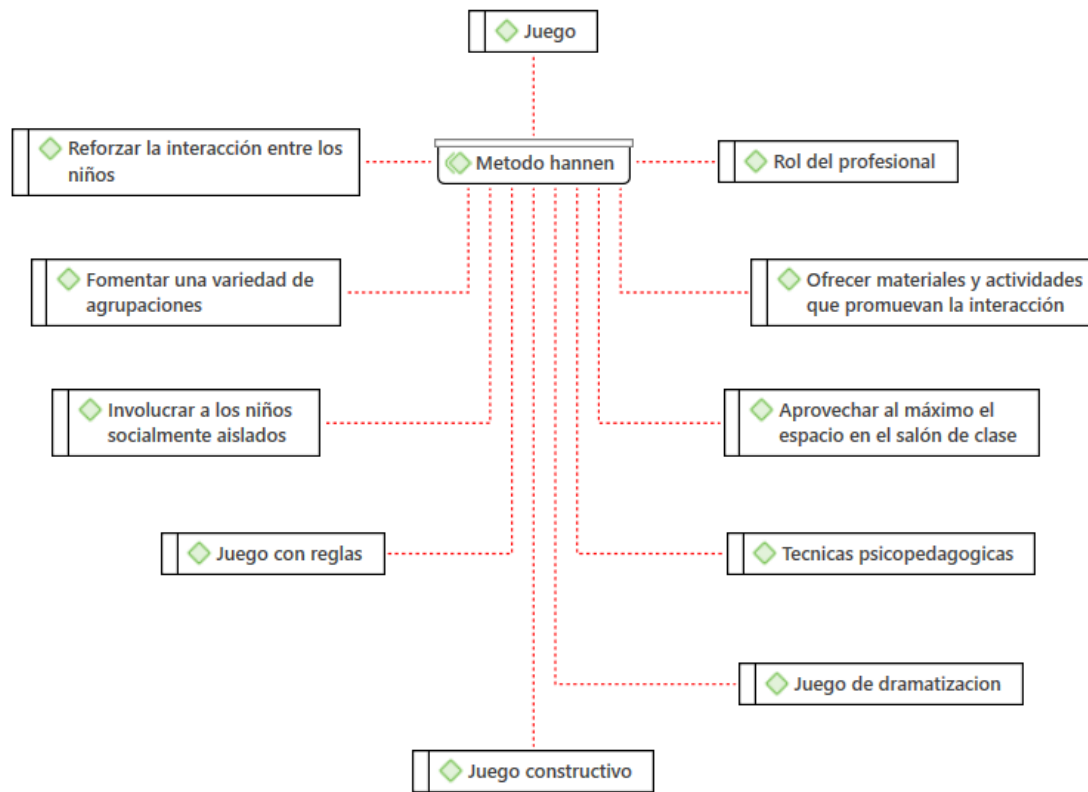 Juego
Reforzar la interacción entre los
niños
Metodo hannen
Rol del profesional
Fomentar una variedad de
agrupaciones
Ofrecer materiales y actividades
que promuevan la interacción
Involucrar a los niños
socialmente aislados
Aprovechar al máximo el
espacio en el salón de clase
Juego con reglas
Tecnicas psicopedagogicas
Juego de dramatizacion
Juego constructivo